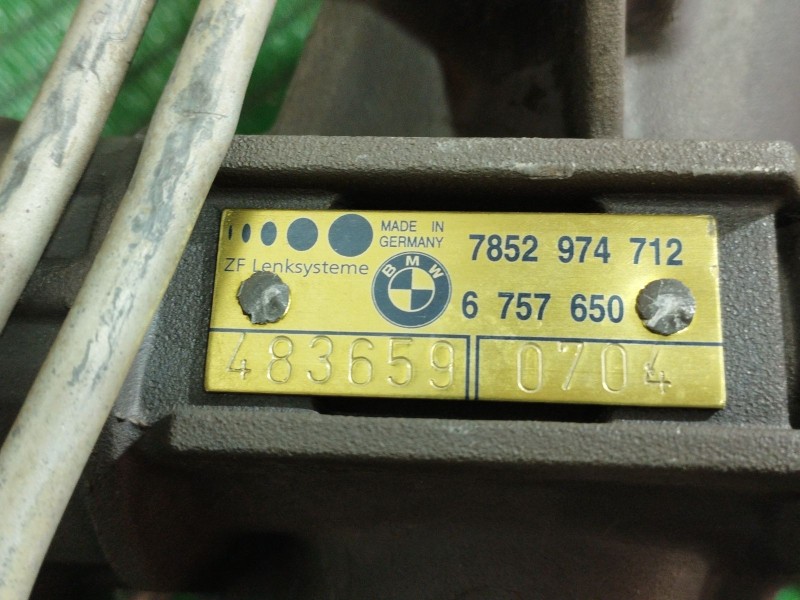 MADE IN
GERMANY
7852 974 712
ZF Lenksysteme
BMW
6 757 650
483659
0704